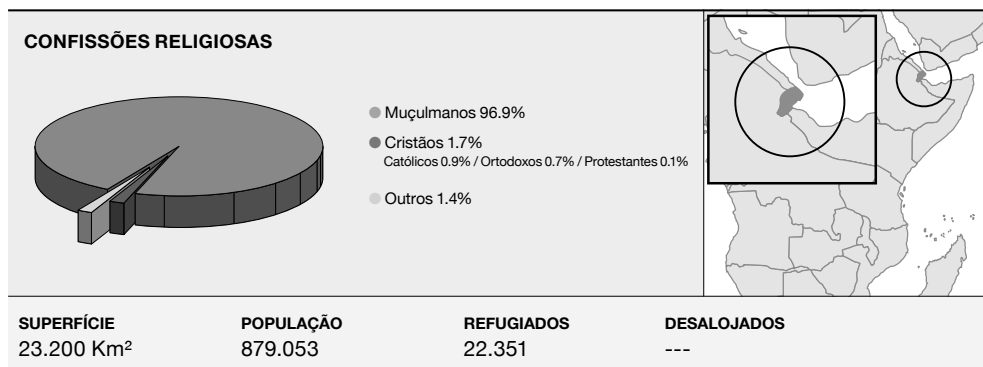 CONFISSÕES RELIGIOSAS
Muçulmanos 96.9%
Cristãos 1.7%
Católicos 0.9% / Ortodoxos 0.7% / Protestantes 0.1%
Outros 1.4%
SUPERFÍCIE POPULAÇÃO REFUGIADOS DESALOJADOS
23.200 Km² 879.053 22.351 ---